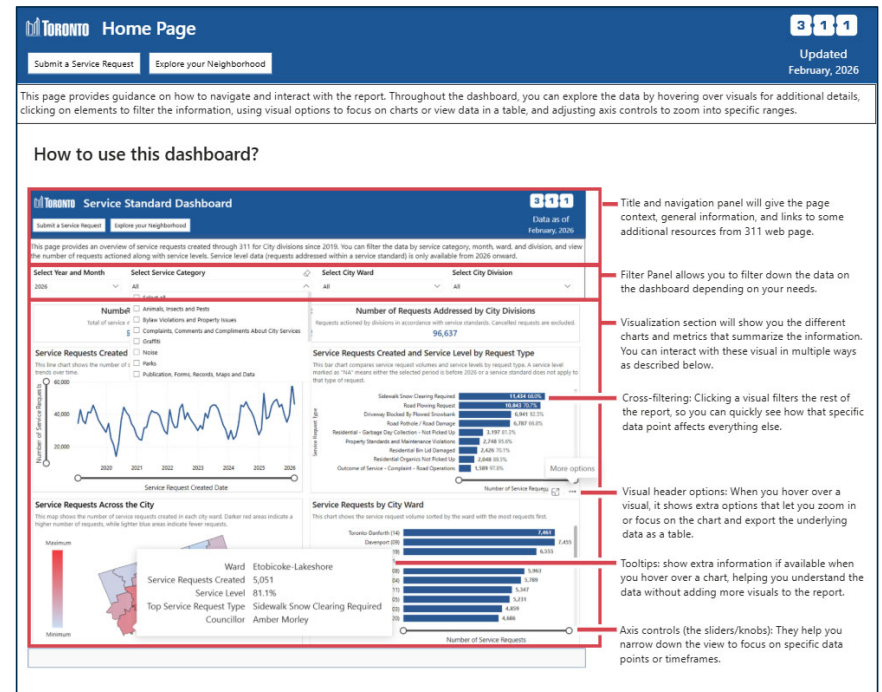 TORONTO Home Page
3 1 1
Submit a Service Request
Explore your Neighborhood
Updated
February, 2026
This page provides guidance on how to navigate and interact with the report. Throughout the dashboard, you can explore the data by hovering over visuals for additional details,
clicking on elements to filter the information, using visual options to focus on charts or view data in a table, and adjusting axis controls to zoom into specific ranges.
How to use this dashboard?
TORONTO Service Standard Dashboard
3 1 1
Submit a Service Request
Explore your Neighborhood
Data as of
February, 2026
This page provides an overview of service requests created through 311 for City divisions since 2019. You can filter the data by service category, month, ward, and division, and view
the number of requests actioned along with service levels. Service level data (requests addressed within a service standard) is only available from 2026 onward.
Select Year and Month
Select Service Category
Select City Ward
Select City Division
2026
All
All
All
Animals, Insects and Pests
Bylaw Violations and Property Issues
Complaints, Comments and Compliments About City Services
Graffiti
Noise
Parks
Publication, Forms, Records, Maps and Data
Total of service
Number of Requests Addressed by City Divisions
Requests actioned by divisions in accordance with service standards. Cancelled requests are excluded.
96,637
Service Requests Created
This line chart shows the number of
trends over time.
60,000
40,000
20,000
Number of Service Requests
2020 2021 2022 2023 2024 2025 2026
Service Request Created Date
Service Requests Created and Service Level by Request Type
This bar chart compares service request volumes and service levels by request type. A service level
marked as "NA" means either the selected period is before 2026 or a service standard does not apply to
that type of request.
Service Request Type
Sidewalk Snow Clearing Required 11,434
Road Plowing Request 10,843 70.7%
Driveway Blocked By Plowed Snowbank 6,943 92.3%
Road Pothole / Road Damage 6,787
Residential - Garbage Day Collection - Not Picked Up 3,197 81.2%
Property Standards and Maintenance Violations 2,748 95.6%
Residential Bin Lid Damaged 2,426 70.1%
Residential Organics Not Picked Up 2,048
Outcome of Service - Complaint - Road Operations 1,589 97.0%
More options
Number of Service Reques
Service Requests Across the City
This map shows the number of service requests created in each city ward. Darker red areas indicate a
higher number of requests, while lighter blue areas indicate fewer requests.
Maximum
Minimum
Ward Etobicoke-Lakeshore
Service Requests Created 5,051
Service Level 81.1%
Top Service Request Type Sidewalk Snow Clearing Required
Councillor Amber Morley
Service Requests by City Ward
This chart shows the service request volume sorted by the ward with the most requests first.
Toronto Danforth (14) 7,461
Davenport (09) 7,455
6,555
5,963
5,789
5,347
5,231
4,859
4,686
Number of Service Requests
Title and navigation panel will give the page
context, general information, and links to some
additional resources from 311 web page.
Filter Panel allows you to filter down the data on
the dashboard depending on your needs.
Visualization section will show you the different
charts and metrics that summarize the information.
You can interact with these visual in multiple ways
as described below.
Cross-filtering: Clicking a visual filters the rest of
the report, so you can quickly see how that specific
data point affects everything else.
Visual header options: When you hover over a
visual, it shows extra options that let you zoom in
or focus on the chart and export the underlying
data as a table.
Tooltips: show extra information if available when
you hover over a chart, helping you understand the
data without adding more visuals to the report.
Axis controls (the sliders/knobs): They help you
narrow down the view to focus on specific data
points or timeframes.